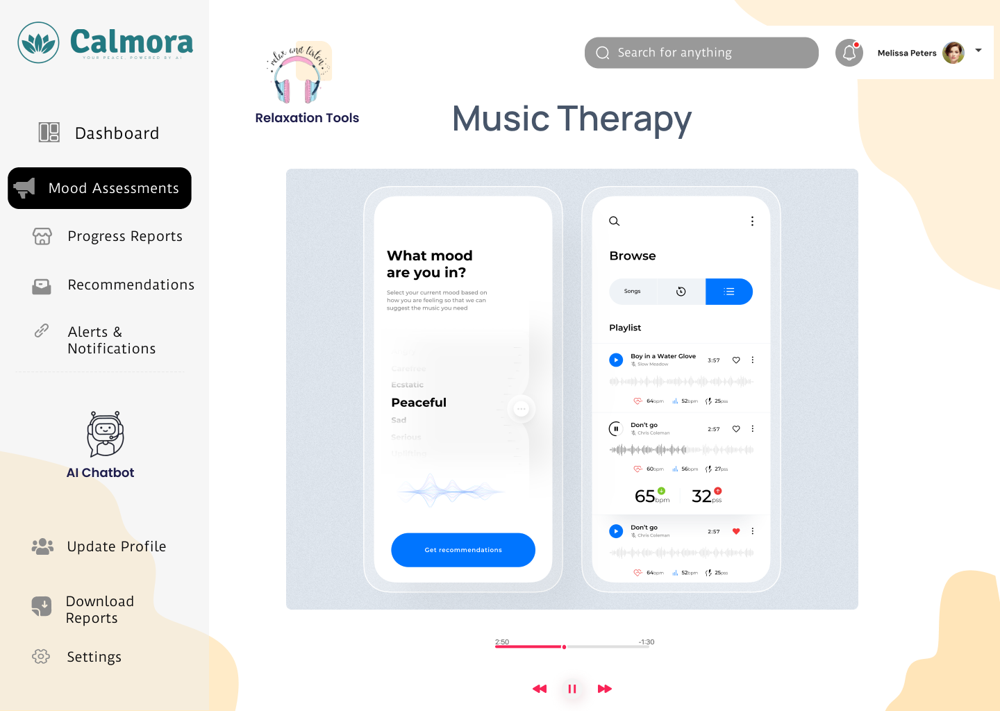 Calmora
YOUR PEACE. POWERED BY AI
Dashboard
Mood Assessments
Progress Reports
Recommendations
Alerts &
Notifications
AI Chatbot
Update Profile
Download
Reports
Settings
relax and listen
Relaxation Tools
Search for anything
Melissa Peters
Music Therapy
What mood
are you in?
Select your current mood based on
how you are feeling so that we can
suggest the music you need
Carefree
Ecstatic
Peaceful
Sad
Serious
Uplifting
Get recommendations
Browse
Songs
Playlist
Boy in a Water Glove
Slow Meadow
3:57
64bpm 52bpm 25pss
Don't go
Chris Coleman
2:57
60bpm 56bpm 27pss
65bpm 32pss
Don't go
Chris Coleman
2:57
64bpm 52bpm 25pss
2:50 -1:30